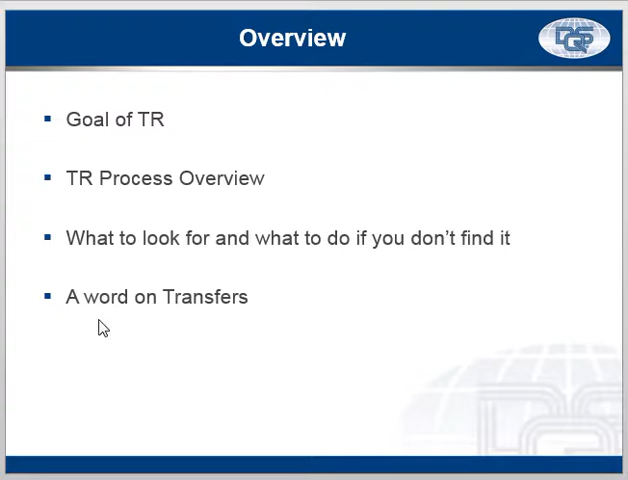 Overview
DQS
Goal of TR
TR Process Overview
What to look for and what to do if you don't find it
A word on Transfers